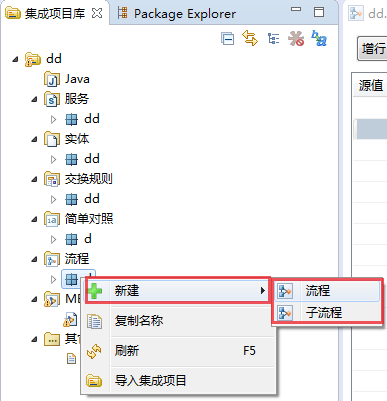 集成项目库 Package Explorer
dd.
增行
源值
dd
Java
服务
dd
实体
dd
交换规则
dd
简单对照
d
流程
新建
流程
子流程
复制名称
刷新 F5
导入集成项目